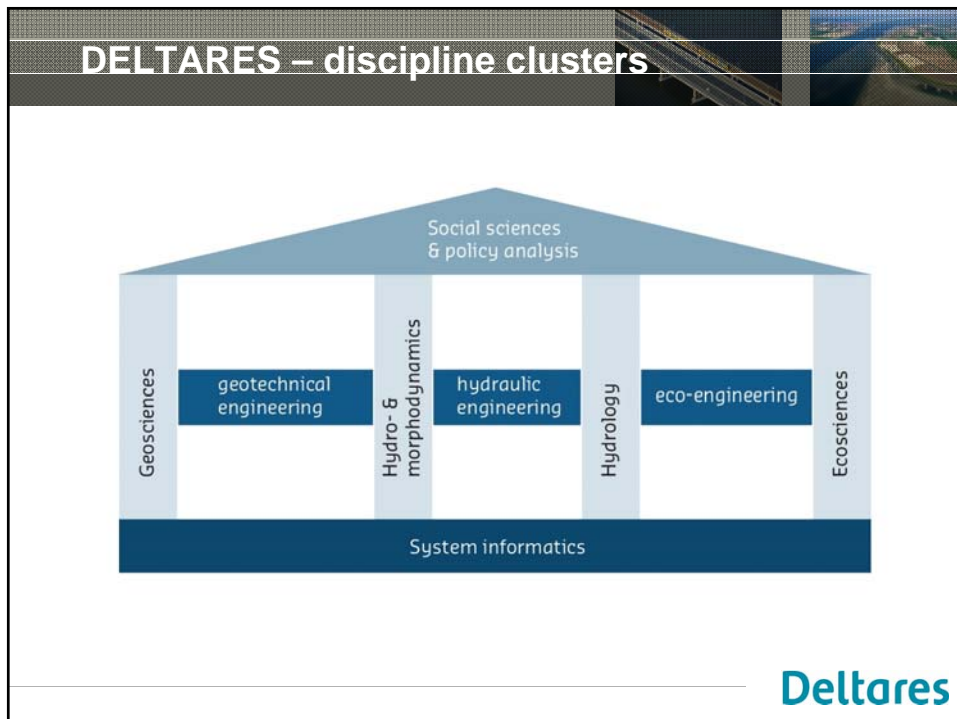 DELTARES – discipline clusters
Social sciences
& policy analysis
Geosciences
geotechnical
engineering
Hydro- &
morphodynamics
hydraulic
engineering
Hydrology
eco-engineering
Ecosciences
System informatics
Deltares